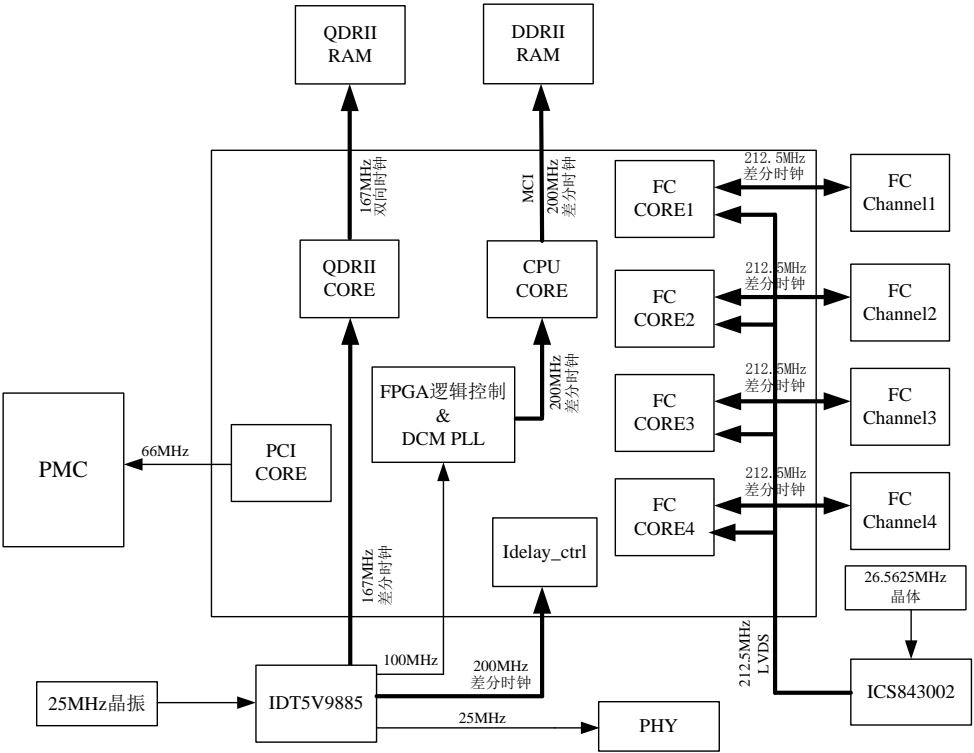 QDRII
RAM
DDRII
RAM
167MHz
双向时钟
MCI
200MHz
差分时钟
212.5MHz
差分时钟
FC
CORE1
FC
Channel1
QDRII
CORE
CPU
CORE
212.5MHz
差分时钟
FC
CORE2
FC
Channel2
200MHz
差分时钟
FPGA逻辑控制
&
DCM PLL
212.5MHz
差分时钟
FC
CORE3
FC
Channel3
PMC
66MHz
PCI
CORE
212.5MHz
差分时钟
FC
CORE4
FC
Channel4
Idelay_ctrl
167MHz
差分时钟
26.5625MHz
晶体
212.5MHz
LVDS
100MHz
200MHz
差分时钟
25MHz晶振
IDT5V9885
25MHz
PHY
ICS843002